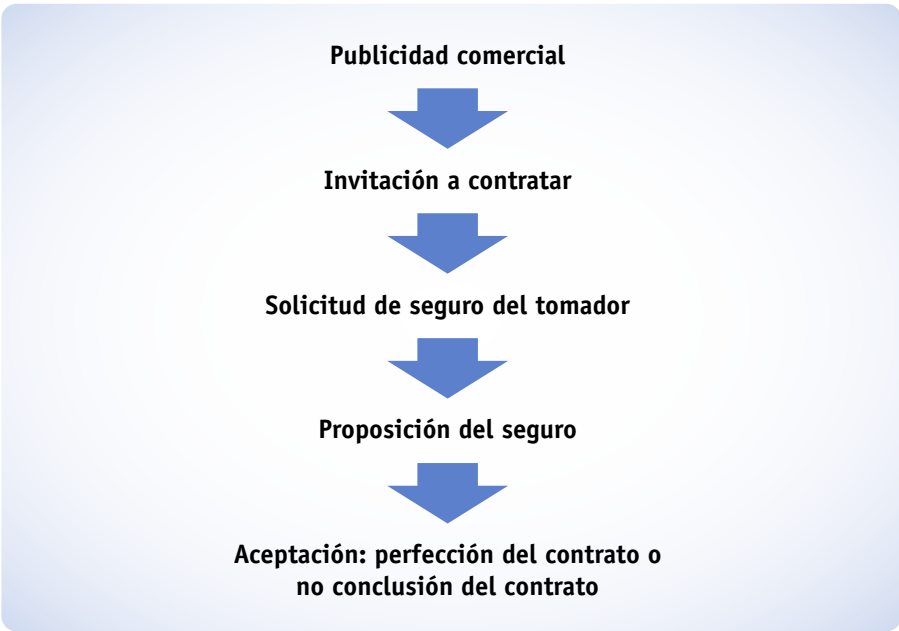 Publicidad comercial
Invitación a contratar
Solicitud de seguro del tomador
Proposición del seguro
Aceptación: perfección del contrato o
no conclusión del contrato